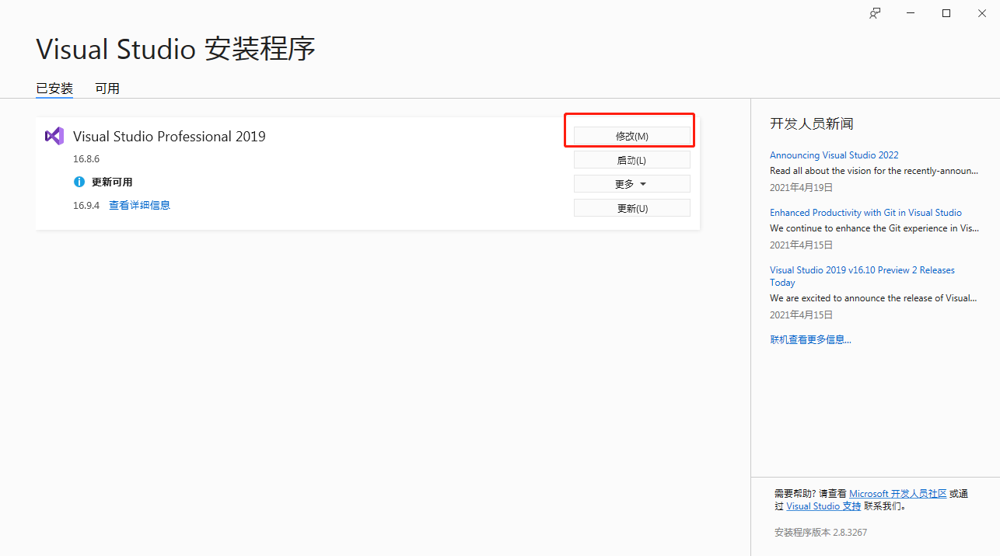 Visual Studio 安装程序
已安装 可用
Visual Studio Professional 2019
16.8.6
更新可用
16.9.4 查看详细信息
修改(M)
启动(L)
更多
更新(U)
开发人员新闻
Announcing Visual Studio 2022
Read all about the vision for the recently-announ...
2021年4月19日
Enhanced Productivity with Git in Visual Studio
We continue to enhance the Git experience in Vis...
2021年4月15日
Visual Studio 2019 v16.10 Preview 2 Releases
Today
We are excited to announce the release of Visual...
2021年4月15日
联机查看更多信息...
需要帮助? 请查看 Microsoft 开发人员社区 或通
过 Visual Studio 支持 联系我们。
安装程序版本 2.8.3267